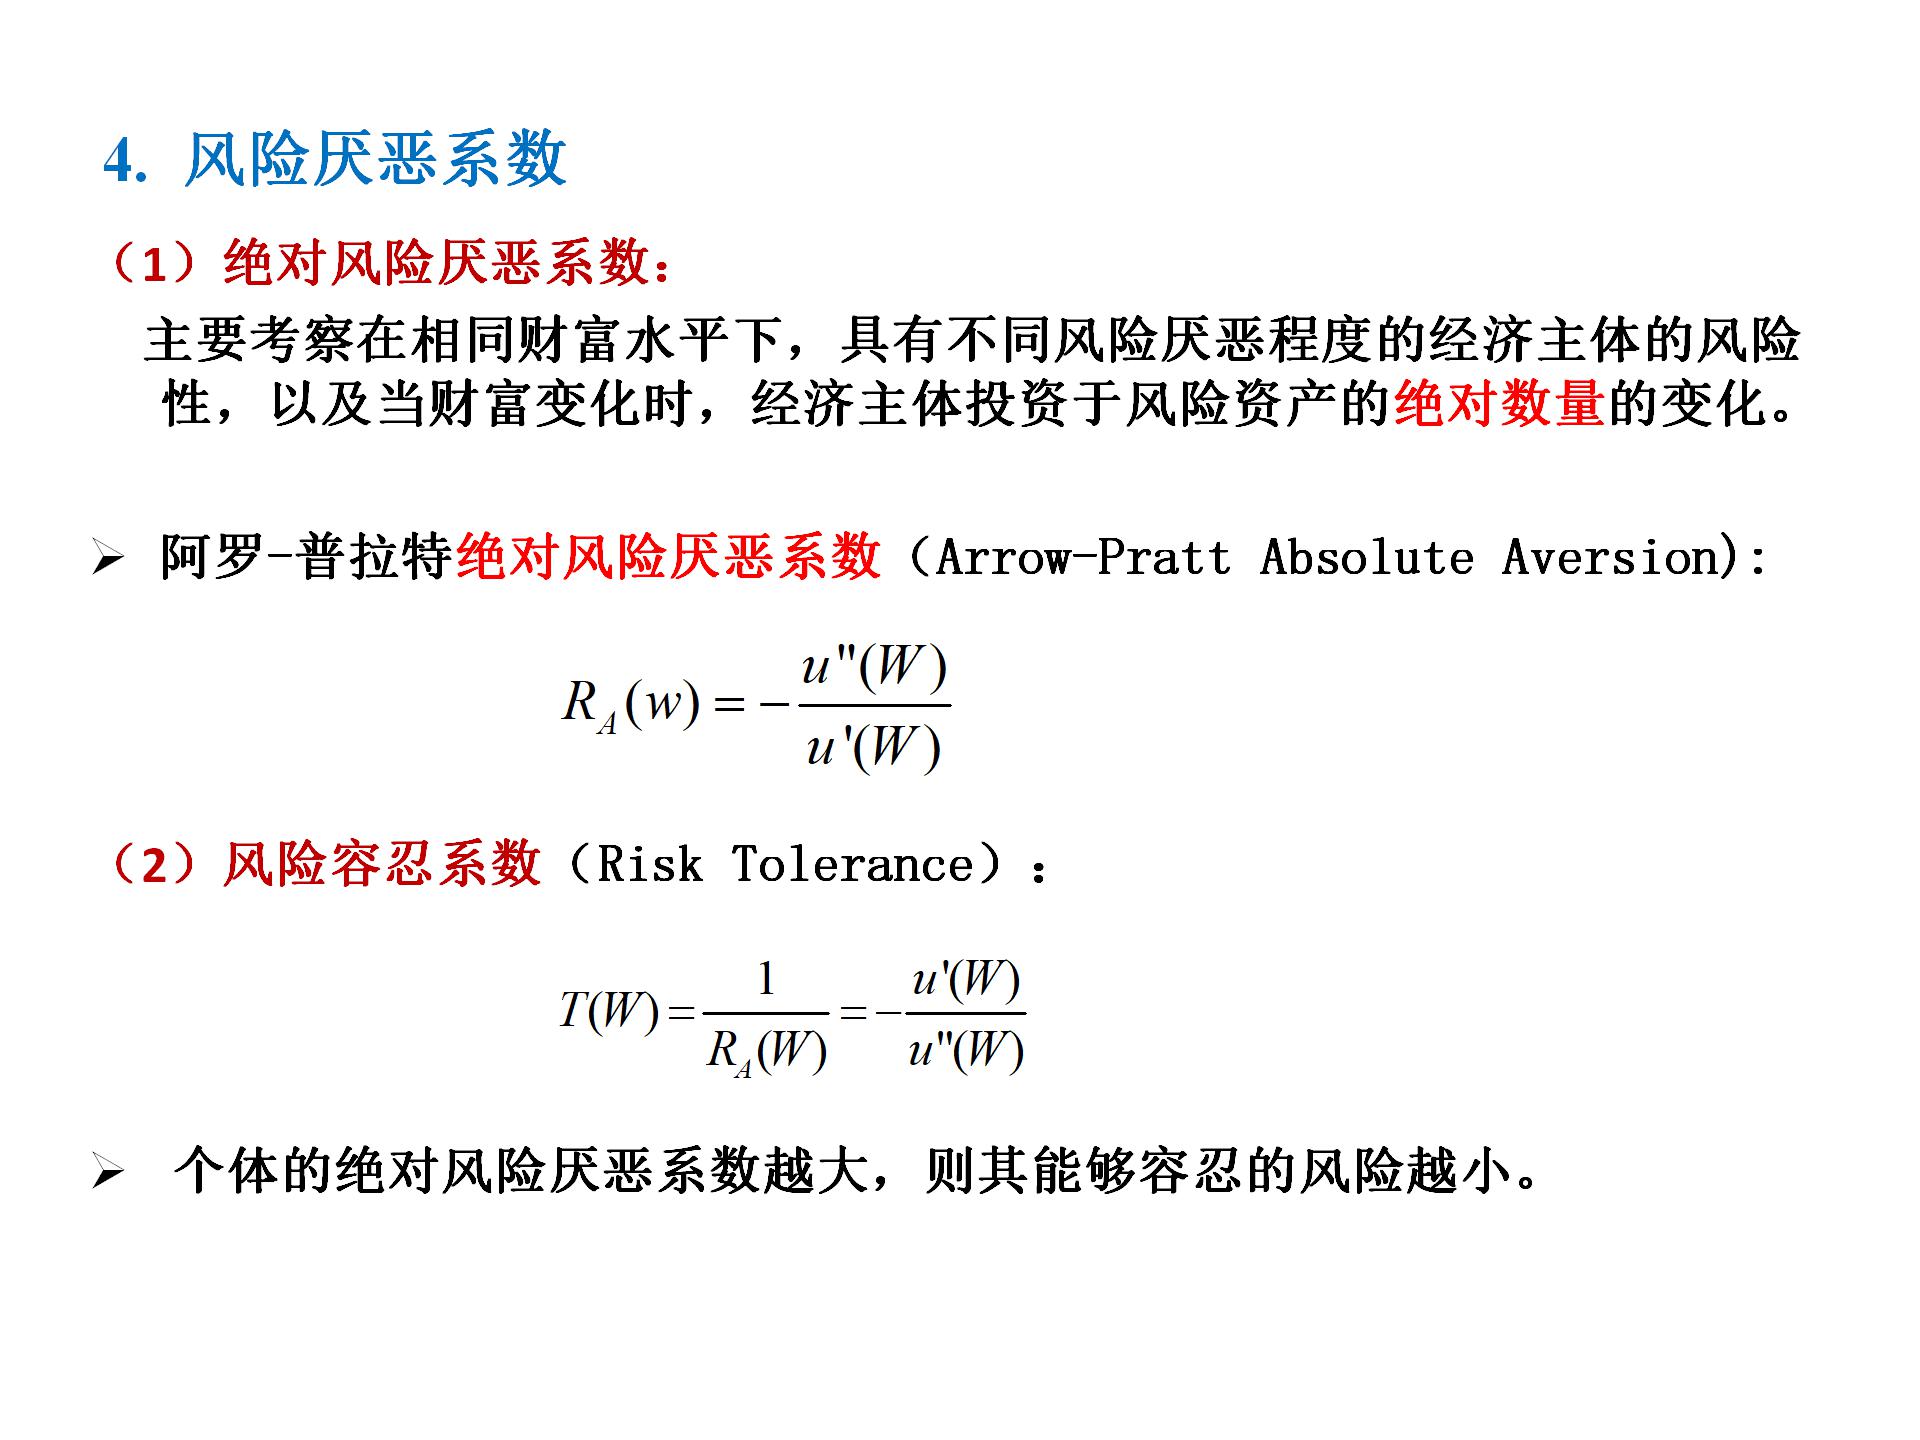 4. 风险厌恶系数
（1）绝对风险厌恶系数：
主要考察在相同财富水平下，具有不同风险厌恶程度的经济主体的风险
性，以及当财富变化时，经济主体投资于风险资产的绝对数量的变化。
➢ 阿罗-普拉特绝对风险厌恶系数（Arrow-Pratt Absolute Aversion):
R_A(w) = -\frac{u''(W)}{u'(W)}
（2）风险容忍系数（Risk Tolerance）：
T(W) = \frac{1}{R_A(W)} = -\frac{u'(W)}{u''(W)}
➢ 个体的绝对风险厌恶系数越大，则其能够容忍的风险越小。